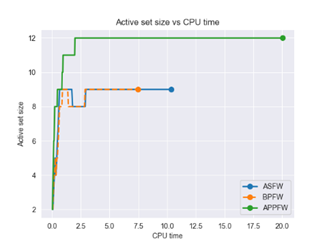 Active set size vs CPU time
Active set size
12
10
8
6
4
2
0.0 2.5 5.0 7.5 10.0 12.5 15.0 17.5 20.0
CPU time
ASFW
BPFW
APPFW